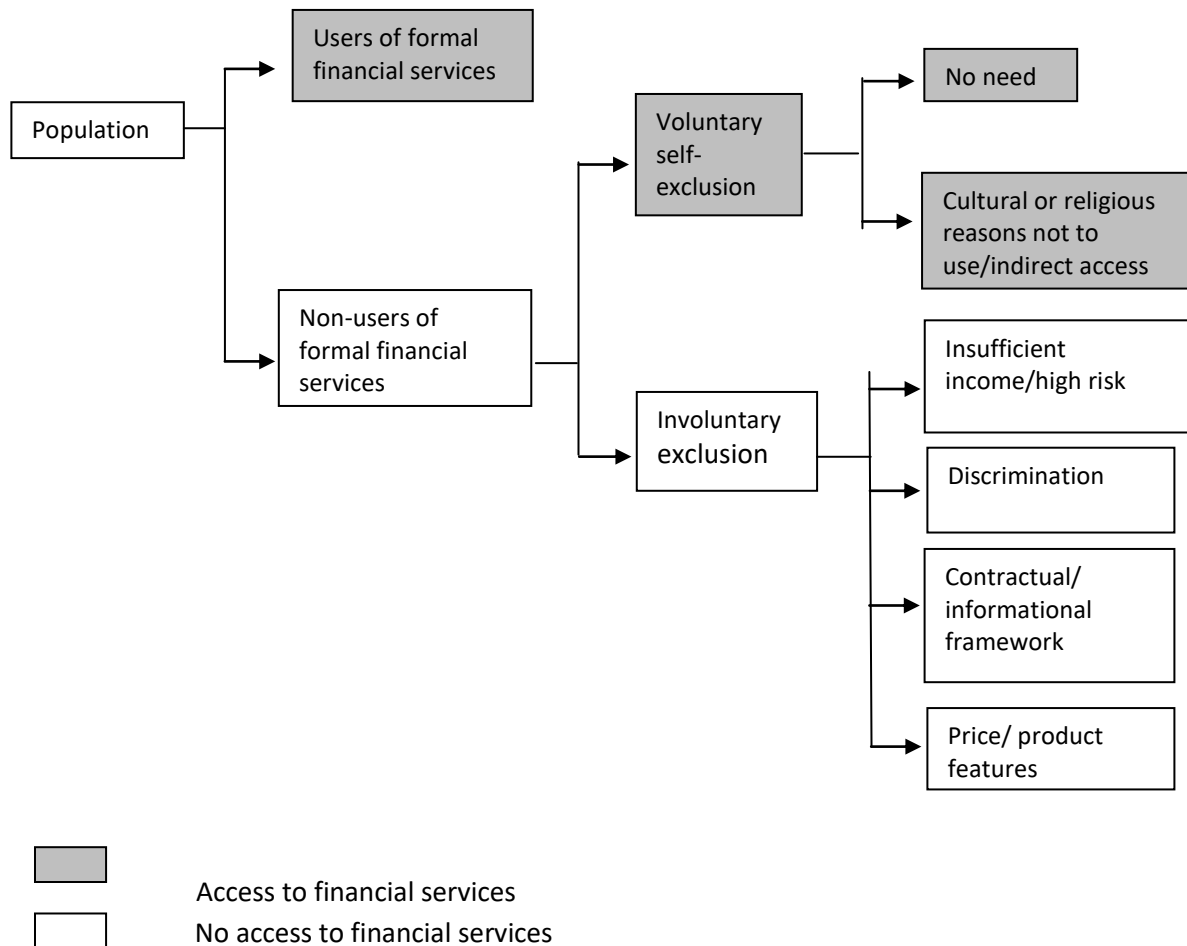 Population
Users of formal
financial services
Non-users of
formal financial
services
Voluntary
self-
exclusion
Involuntary
exclusion
No need
Cultural or religious
reasons not to
use/indirect access
Insufficient
income/high risk
Discrimination
Contractual/
informational
framework
Price/ product
features
Access to financial services
No access to financial services